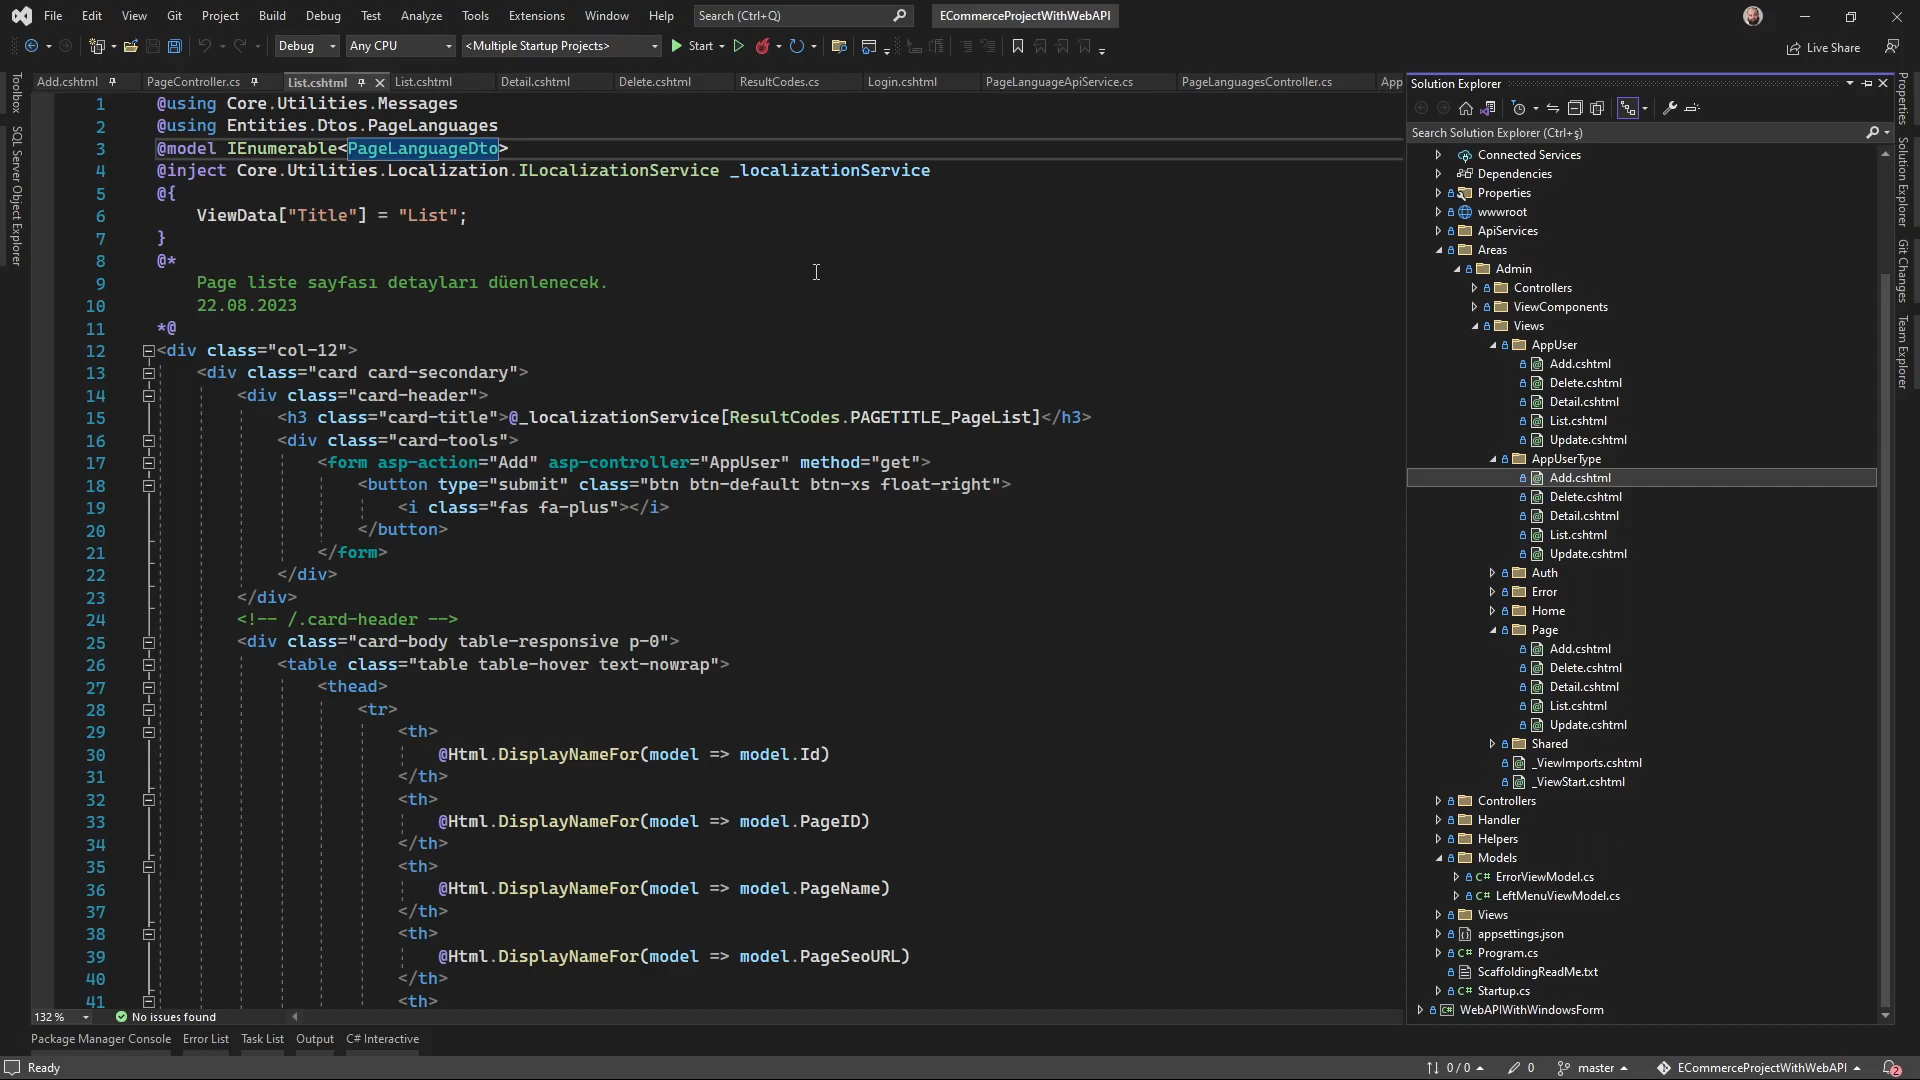 File Edit View Git Project Build Debug Test Analyze Tools Extensions Window Help Search (Ctrl+Q) ECommerceProjectWithWebAPI
Debug Any CPU <Multiple Startup Projects> Start Live Share
Add.cshtml PageController.cs List.cshtml List.cshtml Detail.cshtml Delete.cshtml ResultCodes.cs Login.cshtml PageLanguageApiService.cs PageLanguagesController.cs App
Toolbox
SQL Server Object Explorer
1 @using Core.Utilities.Messages
2 @using Entities.Dtos.PageLanguages
3 @model IEnumerable<PageLanguageDto>
4 @inject Core.Utilities.Localization.ILocalizationService _localizationService
5 @{
6 ViewData["Title"] = "List";
7 }
8 @*
9 Page liste sayfası detayları düenlenecek.
10 22.08.2023
11 *@
12 <div class="col-12">
13 <div class="card card-secondary">
14 <div class="card-header">
15 <h3 class="card-title">@_localizationService[ResultCodes.PAGETITLE_PageList]</h3>
16 <div class="card-tools">
17 <form asp-action="Add" asp-controller="AppUser" method="get">
18 <button type="submit" class="btn btn-default btn-xs float-right">
19 <i class="fas fa-plus"></i>
20 </button>
21 </form>
22 </div>
23 </div>
24 <!-- /.card-header -->
25 <div class="card-body table-responsive p-0">
26 <table class="table table-hover text-nowrap">
27 <thead>
28 <tr>
29 <th>
30 @Html.DisplayNameFor(model => model.Id)
31 </th>
32 <th>
33 @Html.DisplayNameFor(model => model.PageID)
34 </th>
35 <th>
36 @Html.DisplayNameFor(model => model.PageName)
37 </th>
38 <th>
39 @Html.DisplayNameFor(model => model.PageSeoURL)
40 </th>
41 <th>
132 % No issues found
Package Manager Console Error List Task List Output C# Interactive
Solution Explorer
Search Solution Explorer (Ctrl+ş)
Connected Services
Dependencies
Properties
wwwroot
ApiServices
Areas
Admin
Controllers
ViewComponents
Views
AppUser
Add.cshtml
Delete.cshtml
Detail.cshtml
List.cshtml
Update.cshtml
AppUserType
Add.cshtml
Delete.cshtml
Detail.cshtml
List.cshtml
Update.cshtml
Auth
Error
Home
Page
Add.cshtml
Delete.cshtml
Detail.cshtml
List.cshtml
Update.cshtml
Shared
_ViewImports.cshtml
_ViewStart.cshtml
Controllers
Handler
Helpers
Models
C# ErrorViewModel.cs
C# LeftMenuViewModel.cs
Views
appsettings.json
C# Program.cs
ScaffoldingReadMe.txt
C# Startup.cs
C# WebAPIWithWindowsForm
Properties
Solution Explorer
Git Changes
Team Explorer
Ready 0 / 0 0 master ECommerceProjectWithWebAPI 2